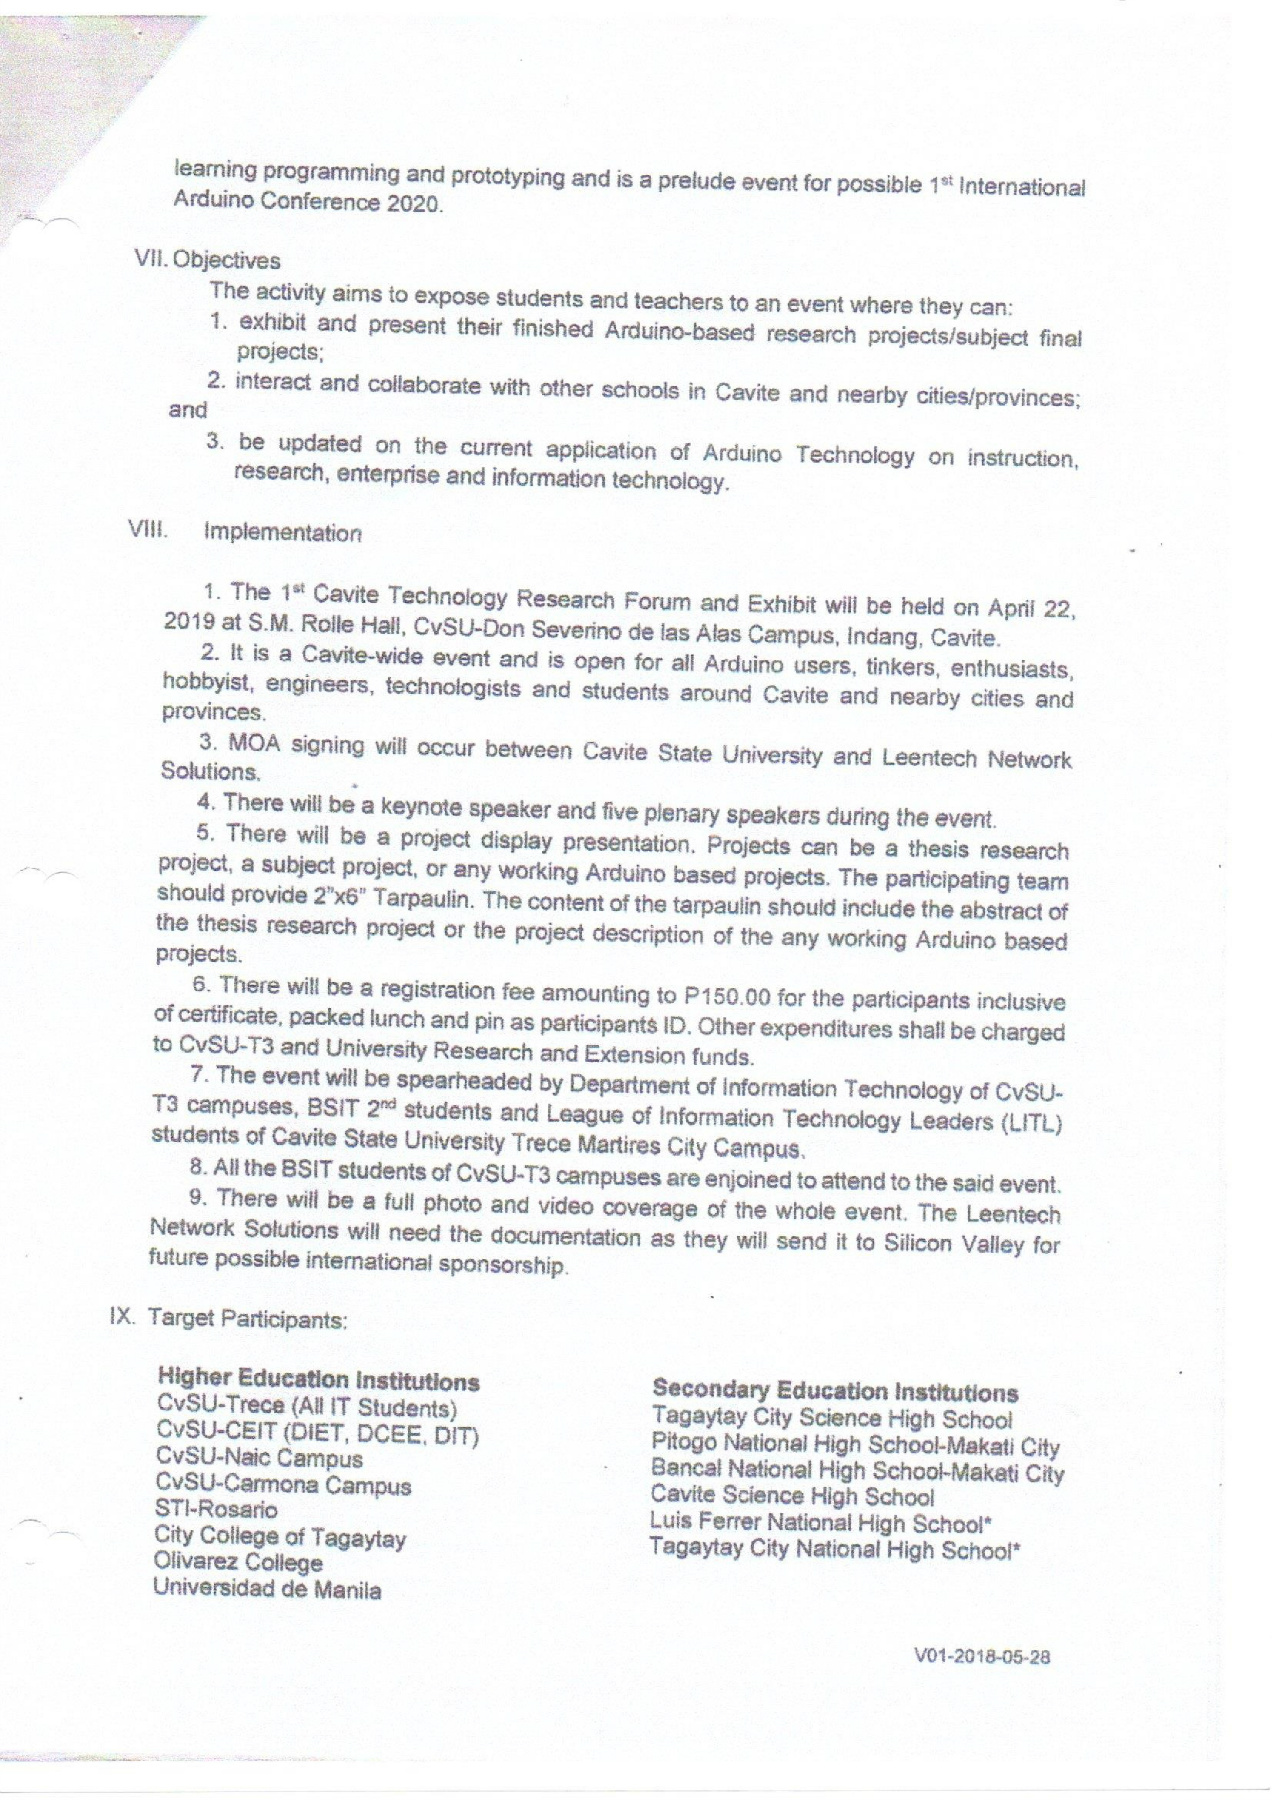 learning programming and prototyping and is a prelude event for possible 1st International
Arduino Conference 2020.
VII. Objectives
The activity aims to expose students and teachers to an event where they can:
1. exhibit and present their finished Arduino-based research projects/subject final
projects;
2. interact and collaborate with other schools in Cavite and nearby cities/provinces;
and
3. be updated on the current application of Arduino Technology on instruction,
research, enterprise and information technology.
VIII. Implementation
1. The 1st Cavite Technology Research Forum and Exhibit will be held on April 22,
2019 at S.M. Rolle Hall, CvSU-Don Severino de las Alas Campus, Indang, Cavite.
2. It is a Cavite-wide event and is open for all Arduino users, tinkers, enthusiasts,
hobbyist, engineers, technologists and students around Cavite and nearby cities and
provinces.
3. MOA signing will occur between Cavite State University and Leentech Network
Solutions.
4. There will be a keynote speaker and five plenary speakers during the event.
5. There will be a project display presentation. Projects can be a thesis research
project, a subject project, or any working Arduino based projects. The participating team
should provide 2"x6" Tarpaulin. The content of the tarpaulin should include the abstract of
the thesis research project or the project description of the any working Arduino based
projects.
6. There will be a registration fee amounting to P150.00 for the participants inclusive
of certificate, packed lunch and pin as participants ID. Other expenditures shall be charged
to CvSU-T3 and University Research and Extension funds.
7. The event will be spearheaded by Department of Information Technology of CvSU-
T3 campuses, BSIT 2nd students and League of Information Technology Leaders (LITL)
students of Cavite State University Trece Martires City Campus.
8. All the BSIT students of CvSU-T3 campuses are enjoined to attend to the said event.
9. There will be a full photo and video coverage of the whole event. The Leentech
Network Solutions will need the documentation as they will send it to Silicon Valley for
future possible international sponsorship.
IX. Target Participants:
Higher Education Institutions
CvSU-Trece (All IT Students)
CvSU-CEIT (DIET, DCEE, DIT)
CvSU-Naic Campus
CvSU-Carmona Campus
STI-Rosario
City College of Tagaytay
Olivarez College
Universidad de Manila
Secondary Education Institutions
Tagaytay City Science High School
Pitogo National High School-Makati City
Bancal National High School-Makati City
Cavite Science High School
Luis Ferrer National High School*
Tagaytay City National High School*
V01-2018-05-28